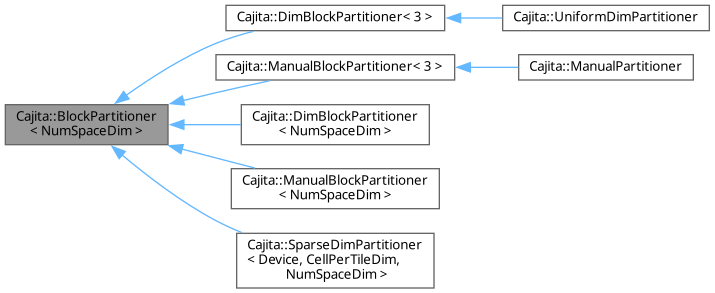 Cajita::DimBlockPartitioner< 3 >
Cajita::UniformDimPartitioner
Cajita::ManualBlockPartitioner< 3 >
Cajita::ManualPartitioner
Cajita::BlockPartitioner
< NumSpaceDim >
Cajita::DimBlockPartitioner
< NumSpaceDim >
Cajita::ManualBlockPartitioner
< NumSpaceDim >
Cajita::SparseDimPartitioner
< Device, CellPerTileDim,
NumSpaceDim >